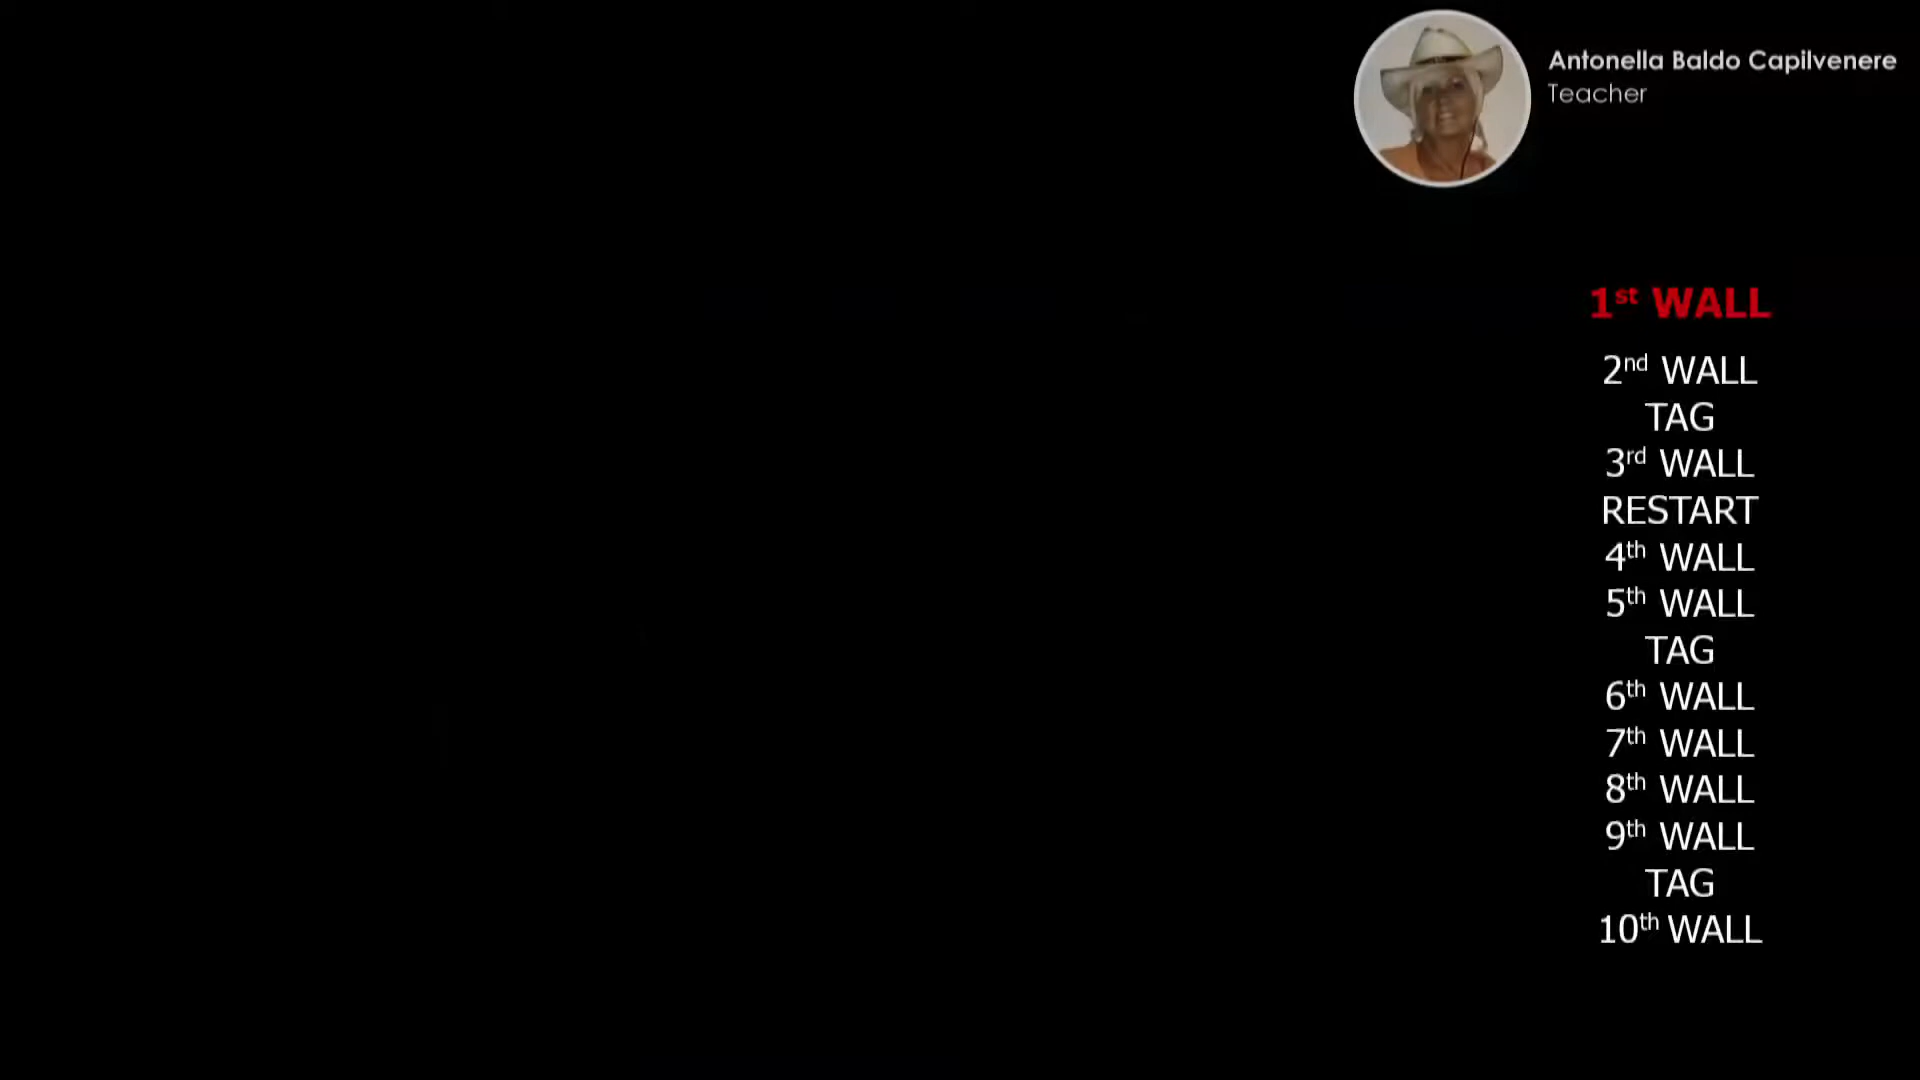 Antonella Baldo Capilvenere
Teacher
1st WALL
2nd WALL
TAG
3rd WALL
RESTART
4th WALL
5th WALL
TAG
6th WALL
7th WALL
8th WALL
9th WALL
TAG
10th WALL